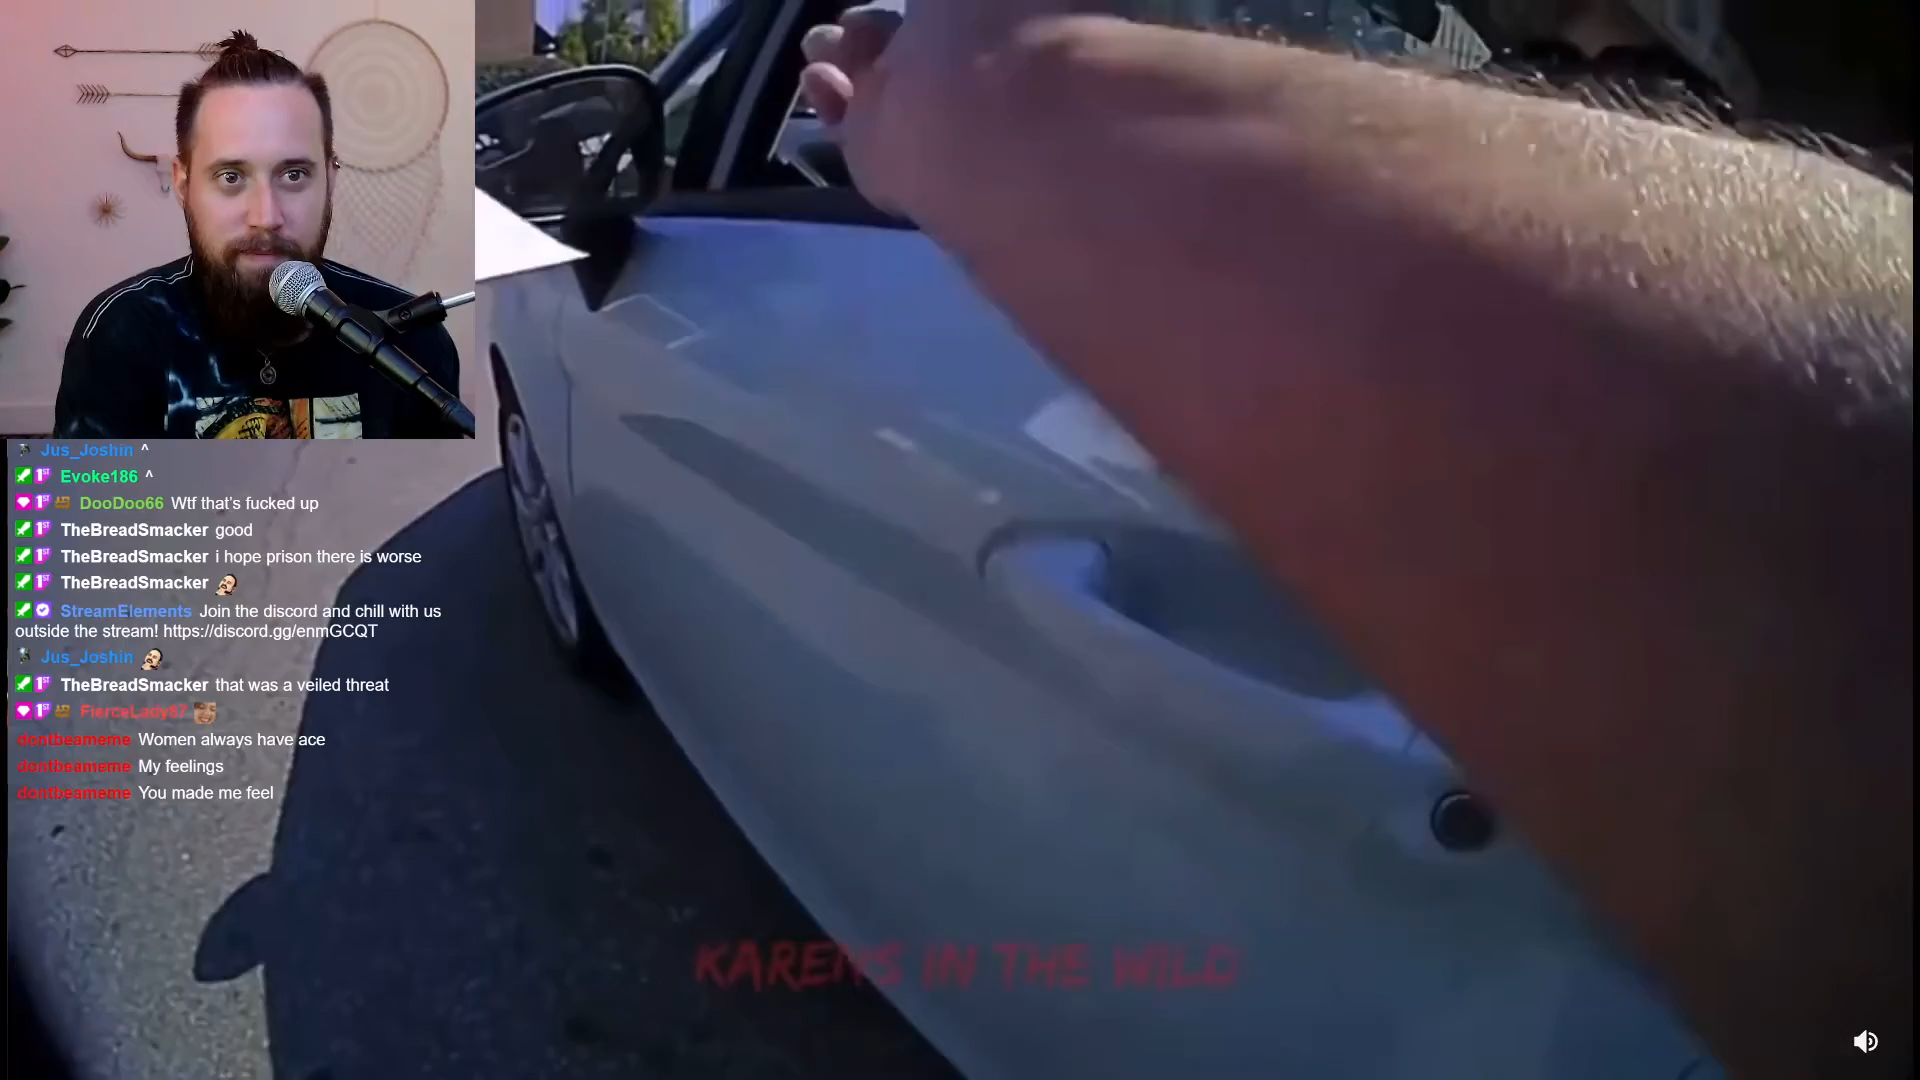 Jus_Joshin ^
Evoke186 ^
DooDoo66 Wtf that's fucked up
TheBreadSmacker good
TheBreadSmacker i hope prison there is worse
TheBreadSmacker
StreamElements Join the discord and chill with us
outside the stream! https://discord.gg/enmGCQT
Jus_Joshin
TheBreadSmacker that was a veiled threat
FierceLady67
dontbeameme Women always have ace
dontbeameme My feelings
dontbeameme You made me feel
KARENS IN THE WILD